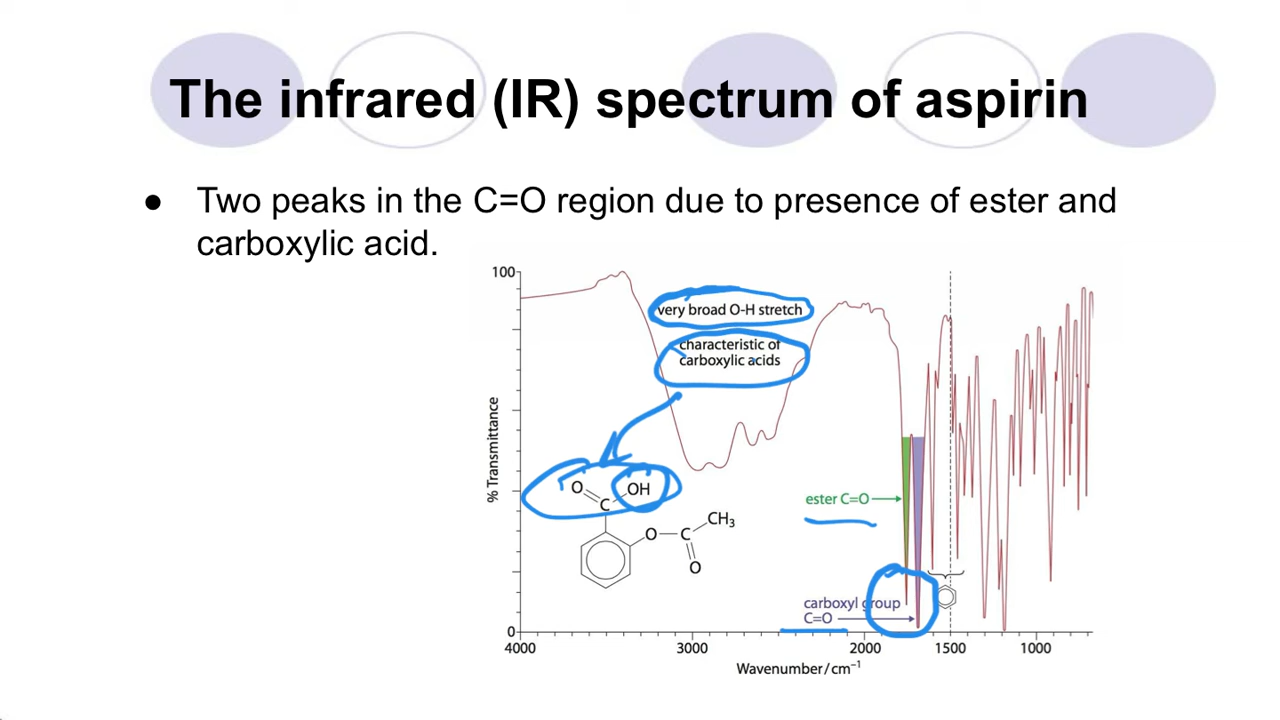 The infrared (IR) spectrum of aspirin
● Two peaks in the C=O region due to presence of ester and
carboxylic acid.
100
very broad O-H stretch
characteristic of
carboxylic acids
% Transmittance
O
OH
C
O
C
CH₃
O
ester C=O
carboxyl group
C=O
0
4000 3000 2000 1500 1000
Wavenumber/cm⁻¹